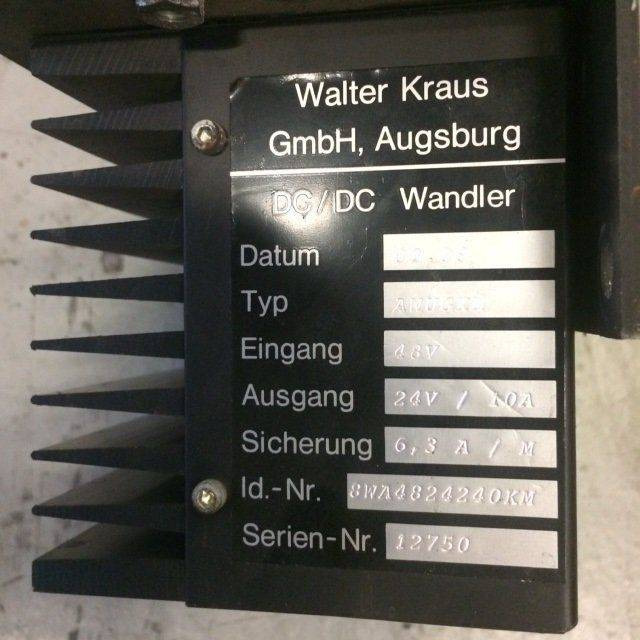 Walter Kraus
GmbH, Augsburg
DC/DC Wandler
Datum
Typ
Eingang 48V
Ausgang 24V / 10A
Sicherung 6,3 A / M
Id.-Nr. 8WA4824240KM
Serien-Nr. 12750